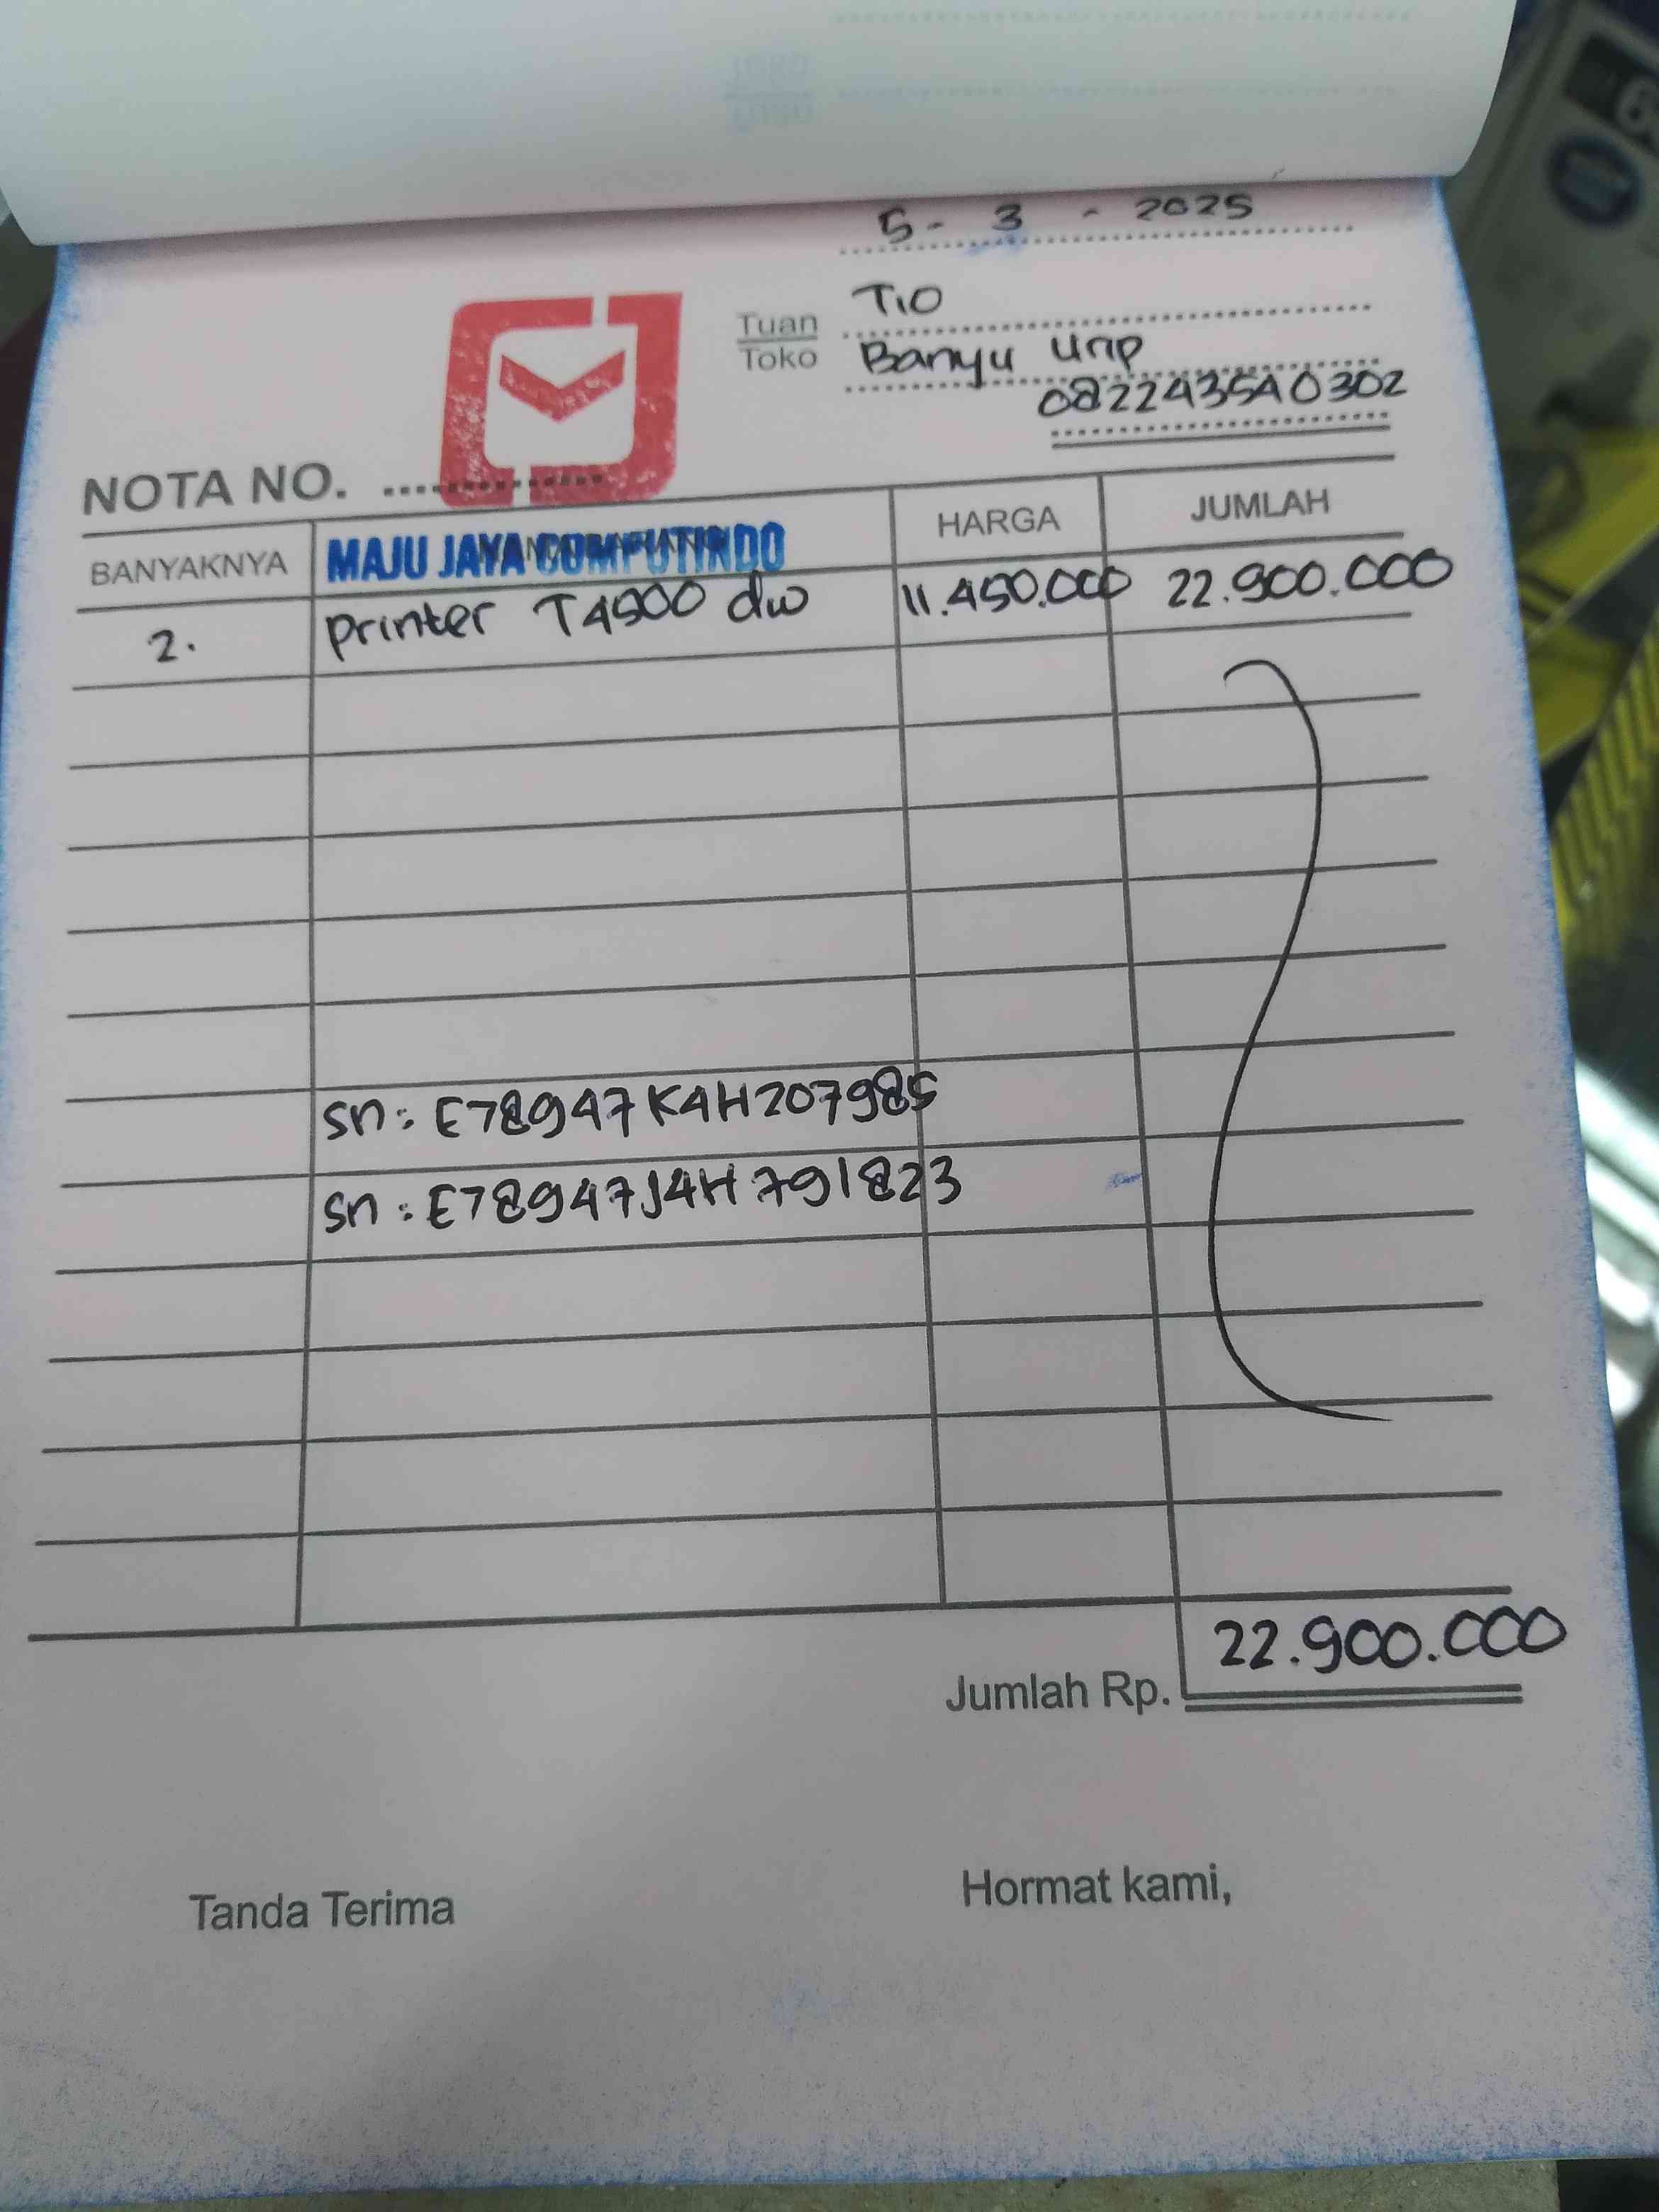 5 - 3 - 2025
Tuan Toko
TiO
Banyu Urip
082243540302
NOTA NO.
BANYAKNYA MAJU JAYA COMPUTINDO HARGA JUMLAH
2. Printer T4500 dw 11.450.000 22.900.000
SN : E78947K4H207985
SN : E78947J4H791823
Jumlah Rp. 22.900.000
Tanda Terima Hormat kami,